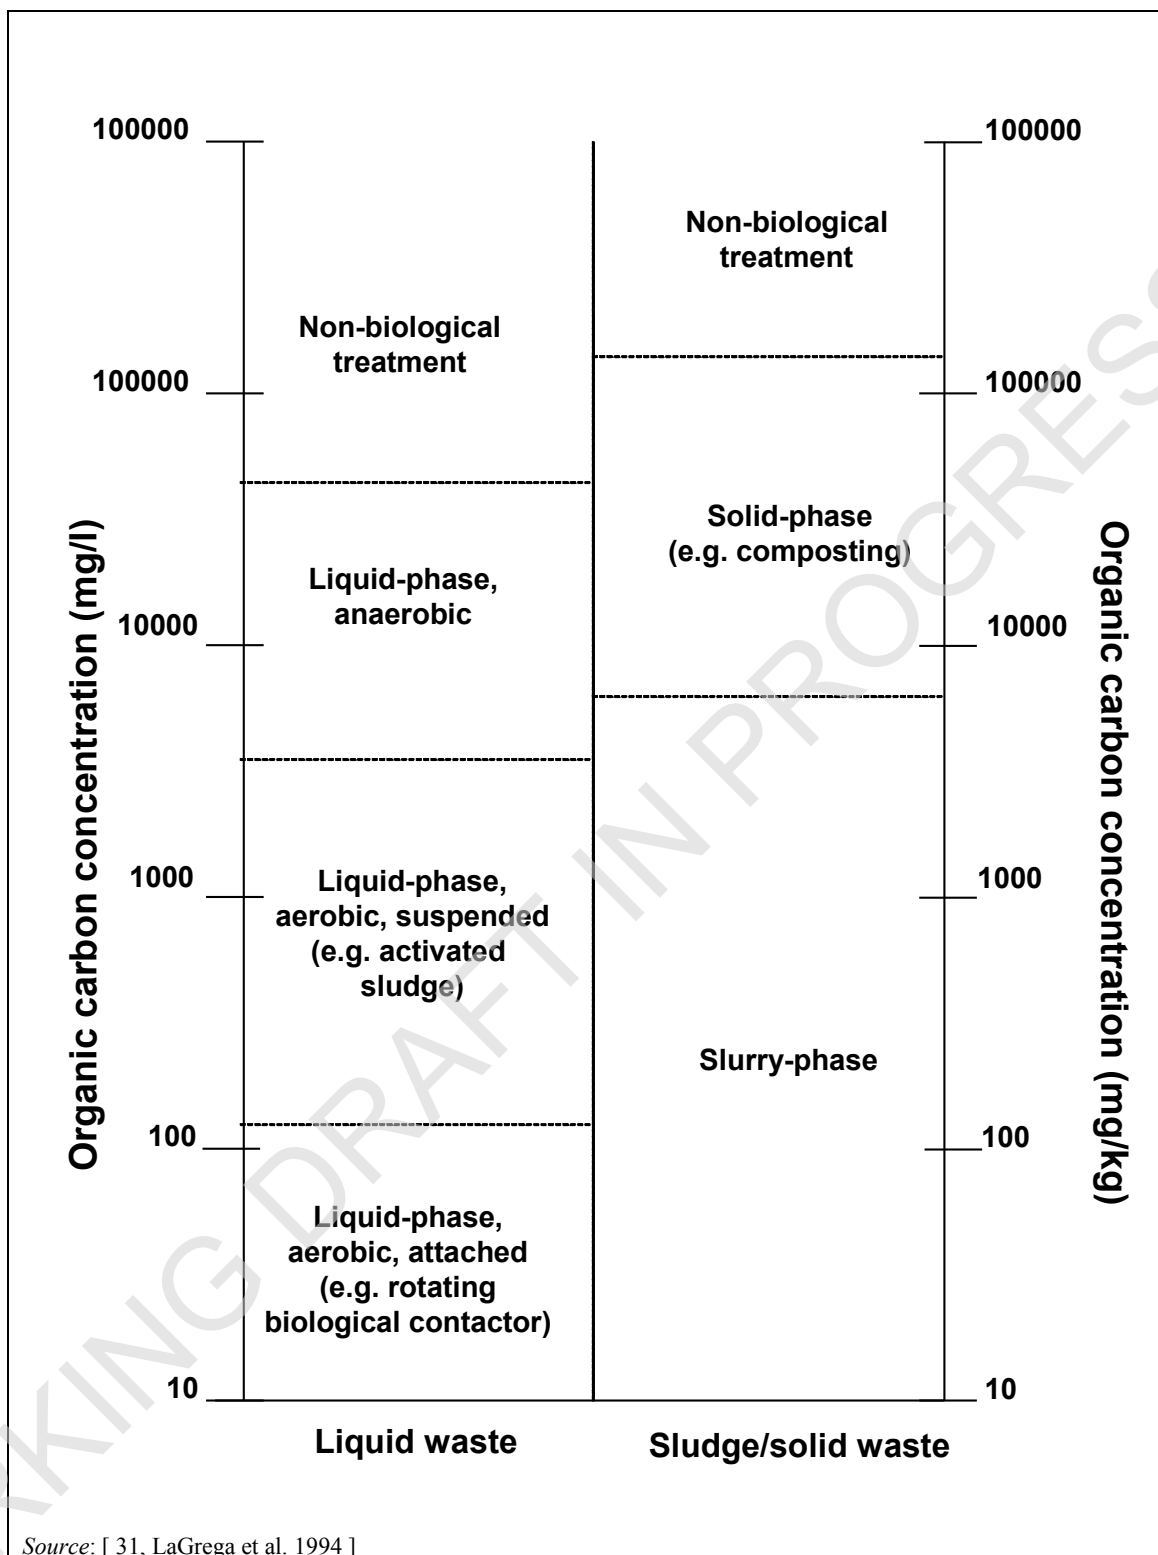 100000
100000
Non-biological
treatment
Non-biological
treatment
100000
100000
Solid-phase
(e.g. composting)
Liquid-phase,
anaerobic
10000
10000
Organic carbon concentration (mg/l)
Organic carbon concentration (mg/kg)
1000
1000
Liquid-phase,
aerobic, suspended
(e.g. activated
sludge)
Slurry-phase
100
100
Liquid-phase,
aerobic, attached
(e.g. rotating
biological contactor)
10
10
Liquid waste
Sludge/solid waste
RKING DRAFT IN PROGRESS
Source: [ 31, LaGrega et al. 1994 ]